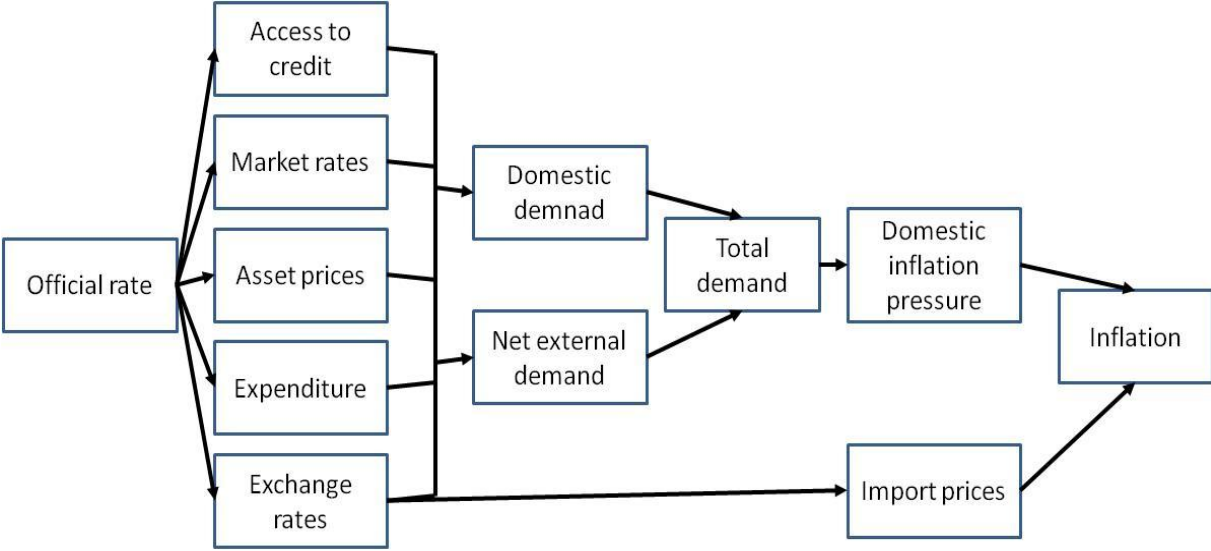 Access to
credit
Market rates
Asset prices
Expenditure
Exchange
rates
Official rate
Domestic
demnad
Net external
demand
Total
demand
Domestic
inflation
pressure
Import prices
Inflation